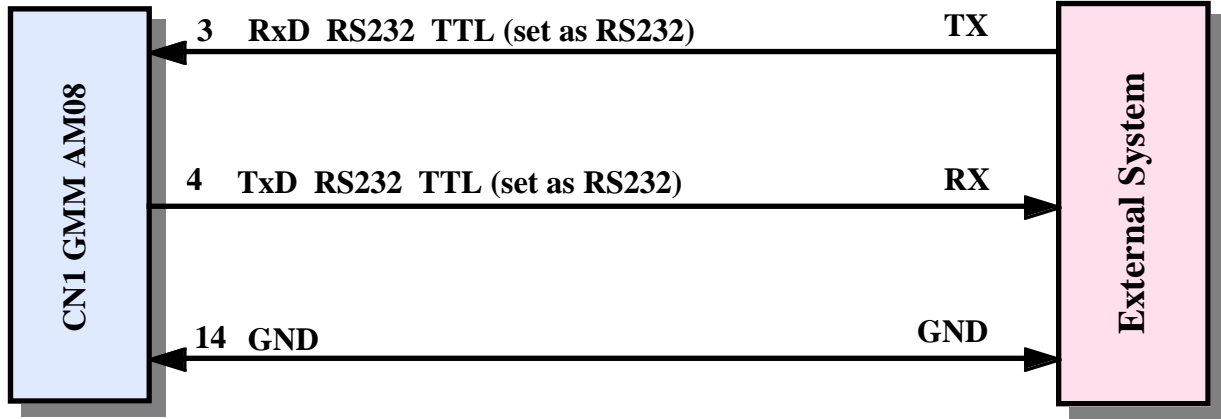 3 RxD RS232 TTL (set as RS232) TX
4 TxD RS232 TTL (set as RS232) RX
14 GND GND
CN1 GMM AM08
External System